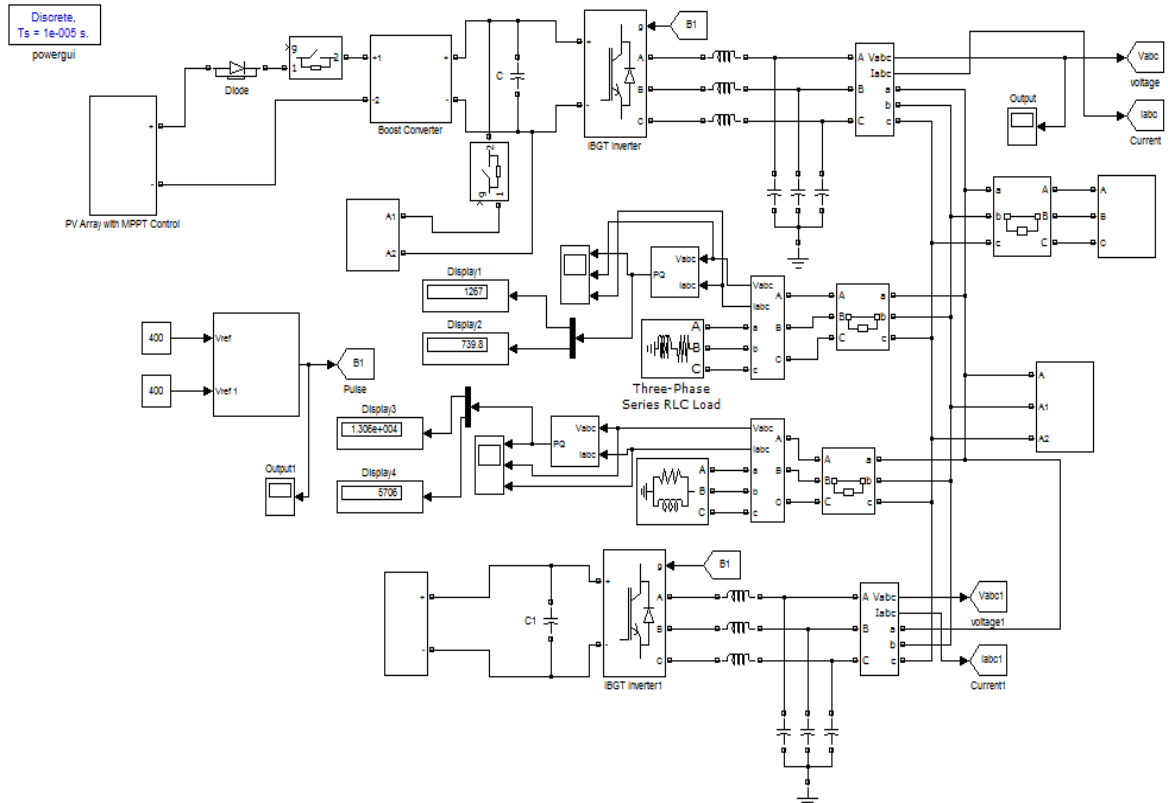 Discrete,
Ts = 1e-005 s.
powergui
Diode
g
1
2
+
-
PV Array with MPPT Control
+1
-2
+
-
Boost Converter
C
2
g
1
A1
A2
+
-
g
A
B
C
IBGT Inverter
B1
A
B
C
Vabc
Iabc
a
b
c
Vabc
voltage
Output
Iabc
Current
a
b
c
A
B
C
A
B
C
Display1
1267
Display2
739.8
PQ
Vabc
Iabc
Vabc
Iabc
A
B
C
a
b
c
A
B
C
Three-Phase
Series RLC Load
A
B
C
a
b
c
400
400
Vref
Vref 1
B1
Pulse
Output1
Display3
1.306e+004
Display4
5706
PQ
Vabc
Iabc
Vabc
Iabc
A
B
C
a
b
c
A
B
C
A
B
C
a
b
c
A
A1
A2
+
-
C1
+
-
g
A
B
C
IBGT Inverter1
B1
A
B
C
Vabc
Iabc
a
b
c
Vabc1
voltage1
Iabc1
Current1